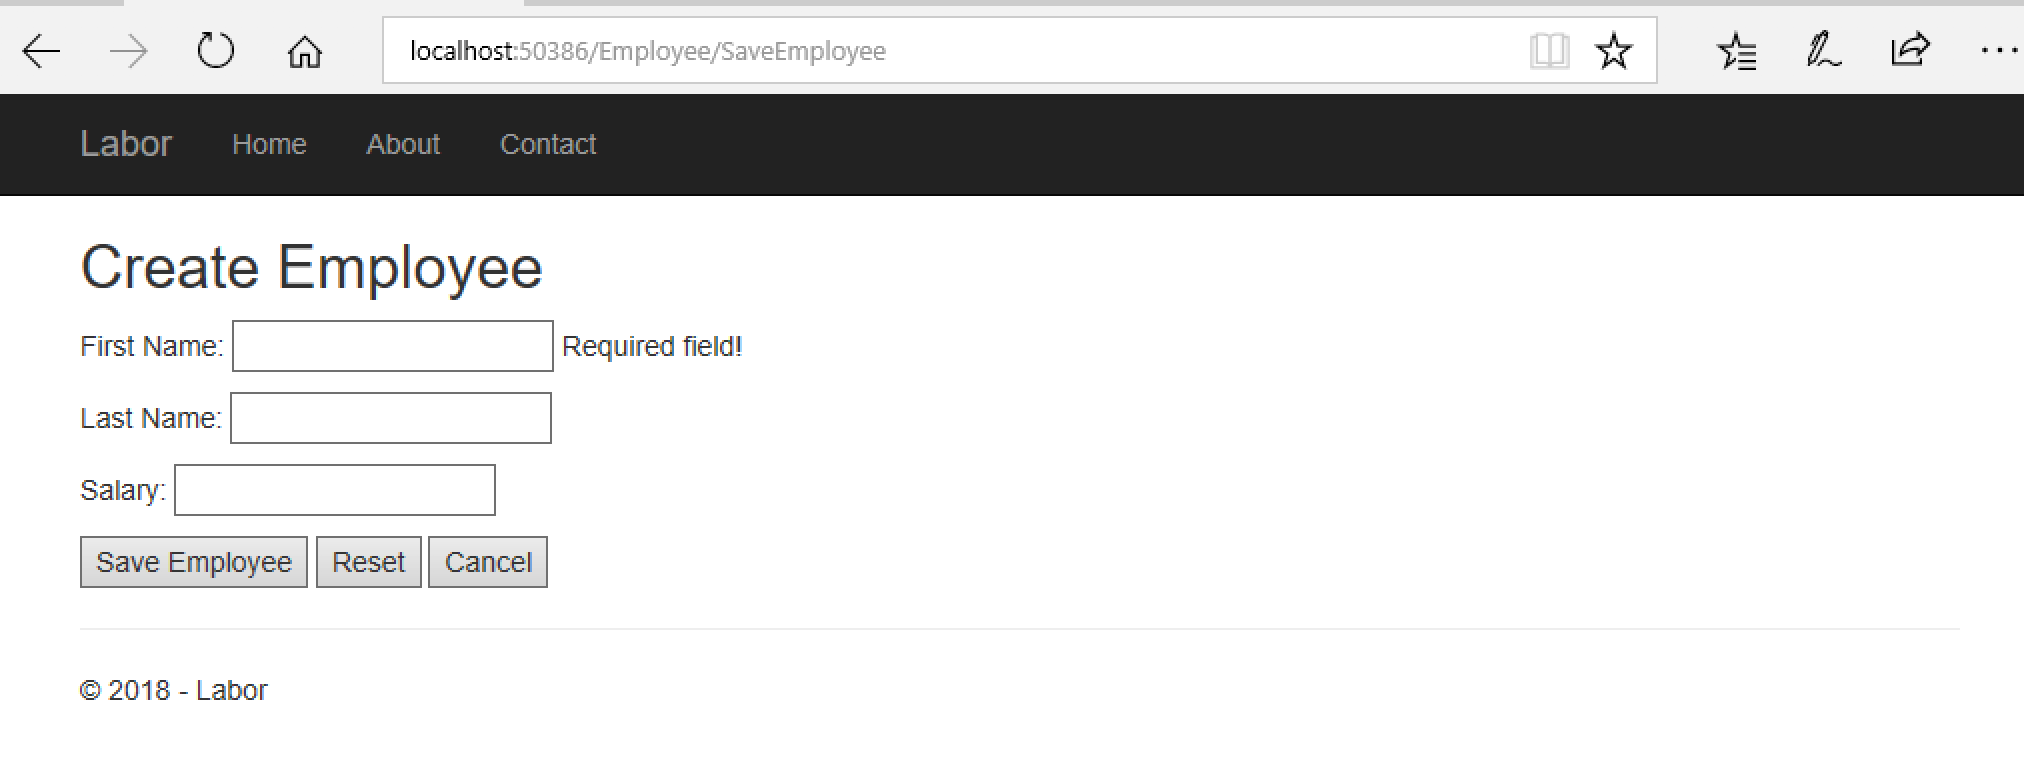 localhost:50386/Employee/SaveEmployee
Labor Home About Contact
Create Employee
First Name: Required field!
Last Name:
Salary:
Save Employee Reset Cancel
© 2018 - Labor